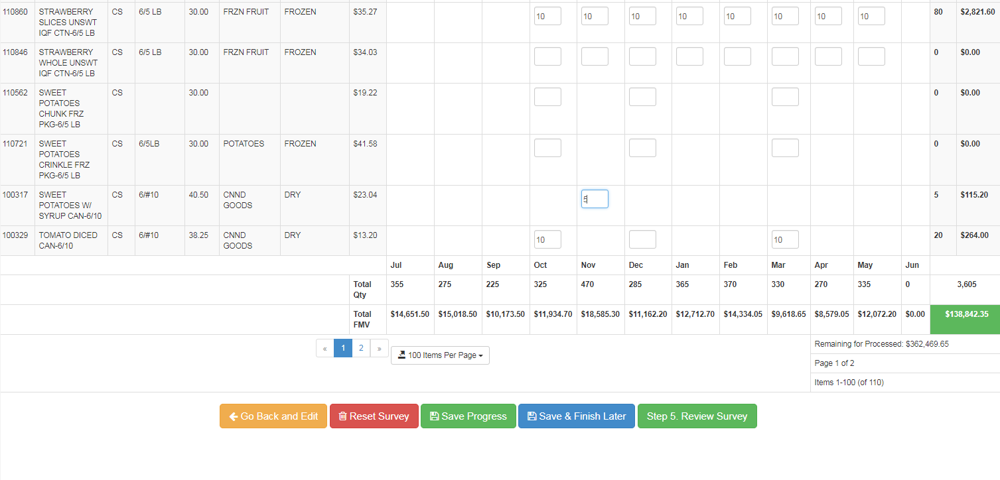 110860 STRAWBERRY CS 6/5 LB 30.00 FRZN FRUIT FROZEN $35.27 10 10 10 10 10 10 10 10 80 $2,821.60
SLICES UNSWT
IQF CTN-6/5 LB
110846 STRAWBERRY CS 6/5 LB 30.00 FRZN FRUIT FROZEN $34.03 0 $0.00
WHOLE UNSWT
IQF CTN-6/5 LB
110562 SWEET CS 30.00 $19.22 0 $0.00
POTATOES
CHUNK FRZ
PKG-6/5 LB
110721 SWEET CS 6/5LB 30.00 POTATOES FROZEN $41.58 0 $0.00
POTATOES
CRINKLE FRZ
PKG-6/5 LB
100317 SWEET CS 6/#10 40.50 CNND DRY $23.04 5 5 $115.20
POTATOES W/ GOODS
SYRUP CAN-6/10
100329 TOMATO DICED CS 6/#10 38.25 CNND DRY $13.20 10 10 20 $264.00
CAN-6/10 GOODS
Jul Aug Sep Oct Nov Dec Jan Feb Mar Apr May Jun
Total 355 275 225 325 470 285 365 370 330 270 335 0 3,605
Qty
Total $14,651.50 $15,018.50 $10,173.50 $11,934.70 $18,585.30 $11,162.20 $12,712.70 $14,334.05 $9,618.65 $8,579.05 $12,072.20 $0.00 $138,842.35
FMV
« 1 2 » 100 Items Per Page
Remaining for Processed: $362,469.65
Page 1 of 2
Items 1-100 (of 110)
Go Back and Edit Reset Survey Save Progress Save & Finish Later Step 5. Review Survey